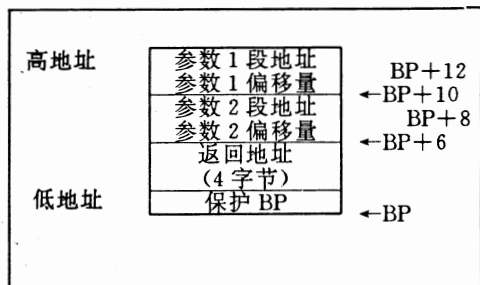 高地址
参数1段地址
BP+12
参数1偏移量
←BP+10
参数2段地址
BP+8
参数2偏移量
←BP+6
返回地址
(4字节)
低地址
保护BP
←BP